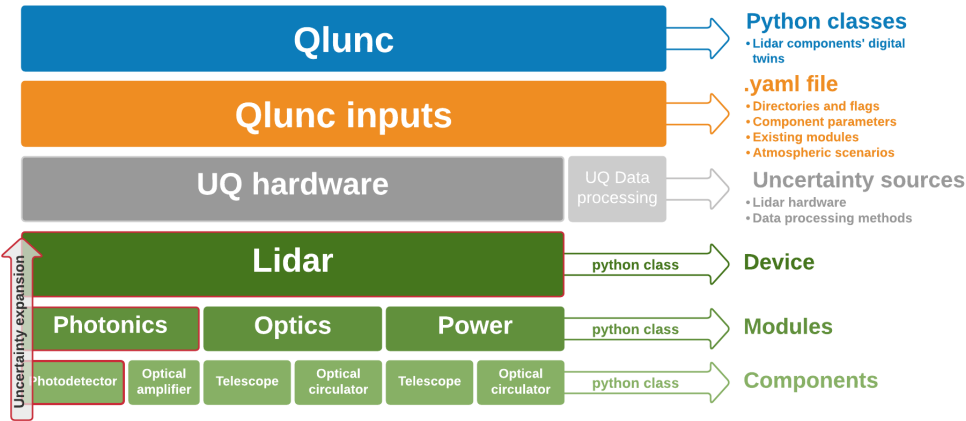 Qlunc
Python classes
• Lidar components' digital
twins
Qlunc inputs
.yaml file
• Directories and flags
• Component parameters
• Existing modules
• Atmospheric scenarios
UQ hardware
UQ Data
processing
Uncertainty sources
• Lidar hardware
• Data processing methods
Uncertainty expansion
Lidar
python class
Device
Photonics
Optics
Power
python class
Modules
Photodetector
Optical
amplifier
Telescope
Optical
circulator
Telescope
Optical
circulator
python class
Components